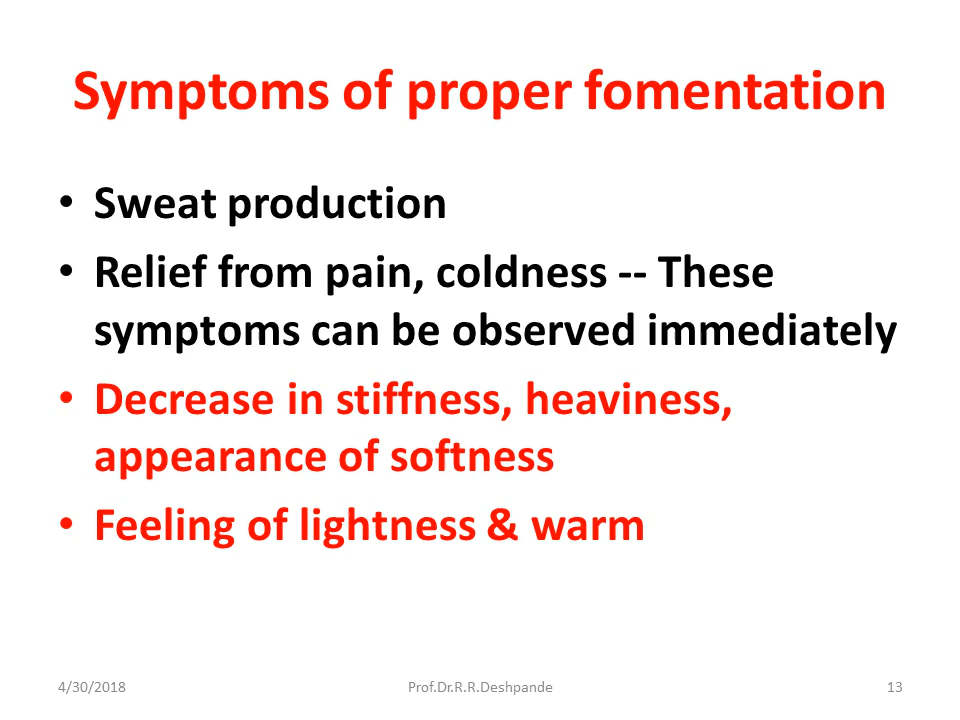 Symptoms of proper fomentation
• Sweat production
• Relief from pain, coldness -- These
symptoms can be observed immediately
• Decrease in stiffness, heaviness,
appearance of softness
• Feeling of lightness & warm
4/30/2018 Prof.Dr.R.R.Deshpande 13